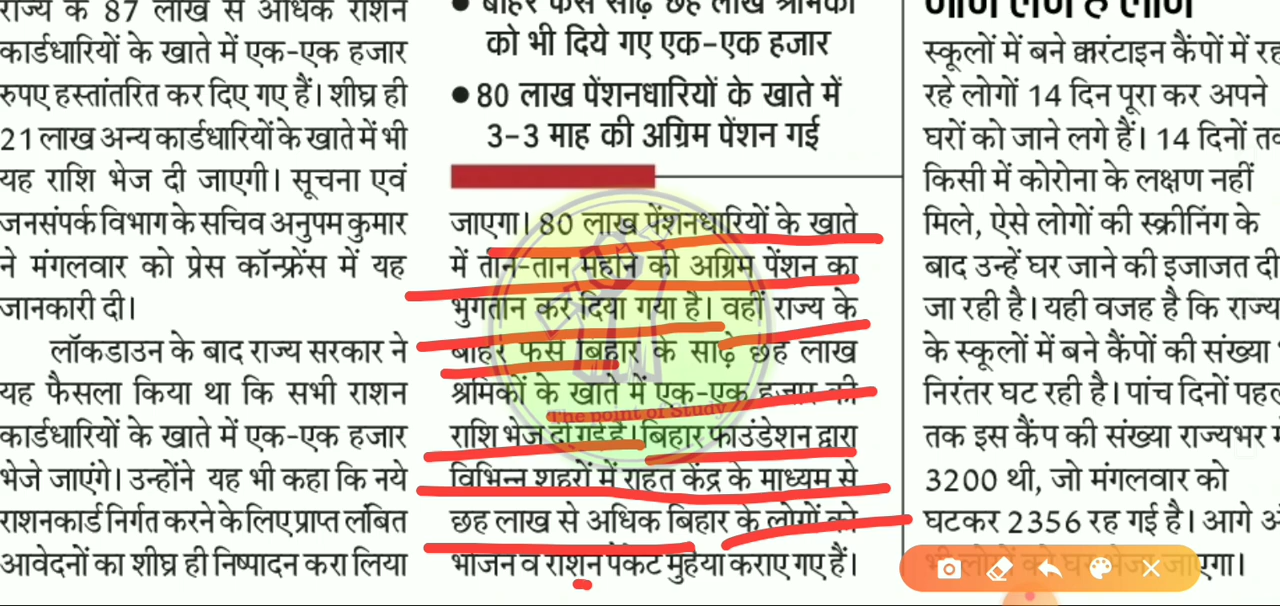 राज्य के 87 लाख से अधिक राशन
कार्डधारियों के खाते में एक-एक हजार
रुपए हस्तांतरित कर दिए गए हैं। शीघ्र ही
21 लाख अन्य कार्डधारियों के खाते में भी
यह राशि भेज दी जाएगी। सूचना एवं
जनसंपर्क विभाग के सचिव अनुपम कुमार
ने मंगलवार को प्रेस कॉन्फ्रेंस में यह
जानकारी दी।
लॉकडाउन के बाद राज्य सरकार ने
यह फैसला किया था कि सभी राशन
कार्डधारियों के खाते में एक-एक हजार
भेजे जाएंगे। उन्होंने यह भी कहा कि नये
राशनकार्ड निर्गत करने के लिए प्राप्त लंबित
आवेदनों का शीघ्र ही निष्पादन करा लिया
• बाहर फंसे साढ़े छह लाख श्रमिकों
को भी दिये गए एक-एक हजार
• 80 लाख पेंशनधारियों के खाते में
3-3 माह की अग्रिम पेंशन गई
जाएगा। 80 लाख पेंशनधारियों के खाते
में तीन-तीन महीने की अग्रिम पेंशन का
भुगतान कर दिया गया है। वहीं राज्य के
बाहर फंसे बिहार के साढ़े छह लाख
श्रमिकों के खाते में एक-एक हजार की
राशि भेज दी गई है। बिहार फाउंडेशन द्वारा
विभिन्न शहरों में राहत केंद्र के माध्यम से
छह लाख से अधिक बिहार के लोगों को
भोजन व राशन पैकेट मुहैया कराए गए हैं।
The point of Study
स्कूलों में बने क्वारंटाइन कैंपों में रह
रहे लोगों 14 दिन पूरा कर अपने
घरों को जाने लगे हैं। 14 दिनों तक
किसी में कोरोना के लक्षण नहीं
मिले, ऐसे लोगों की स्क्रीनिंग के
बाद उन्हें घर जाने की इजाजत दी
जा रही है। यही वजह है कि राज्य
के स्कूलों में बने कैंपों की संख्या
निरंतर घट रही है। पांच दिनों पहले
तक इस कैंप की संख्या राज्यभर में
3200 थी, जो मंगलवार को
घटकर 2356 रह गई है। आगे
भी लोगों को घर भेजा जाएगा।